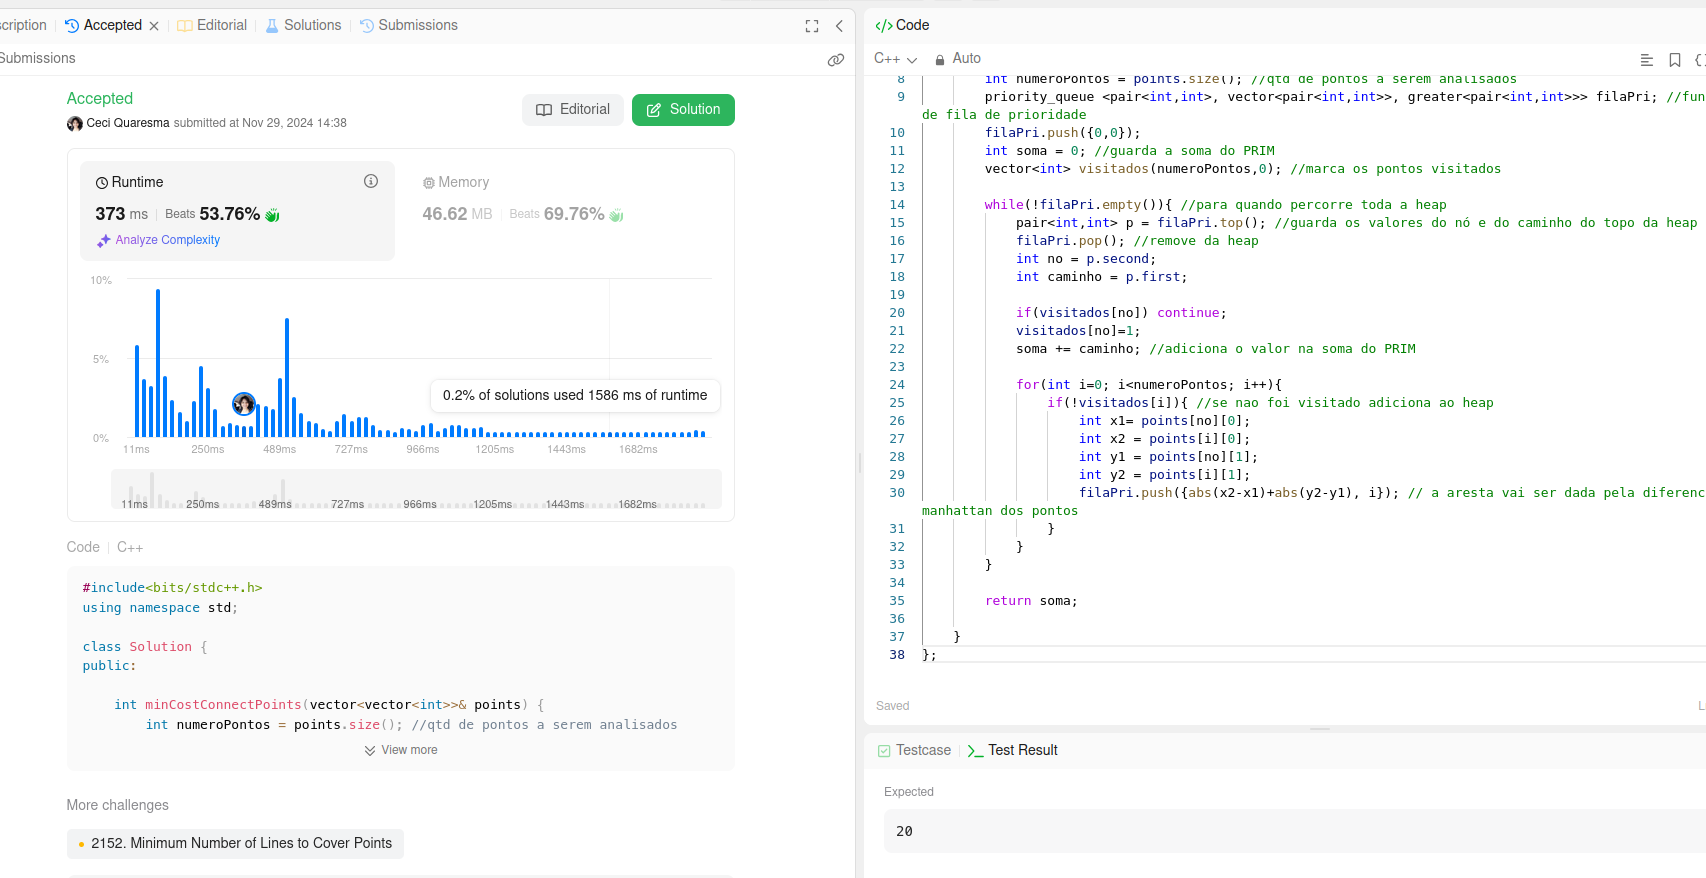 scription Accepted Editorial Solutions Submissions
Submissions
Accepted
Ceci Quaresma submitted at Nov 29, 2024 14:38
Editorial
Solution
Runtime
373 ms Beats 53.76%
Analyze Complexity
Memory
46.62 MB Beats 69.76%
10%
5%
0%
0.2% of solutions used 1586 ms of runtime
11ms 250ms 489ms 727ms 966ms 1205ms 1443ms 1682ms
11ms 250ms 489ms 727ms 966ms 1205ms 1443ms 1682ms
Code C++
#include<bits/stdc++.h>
using namespace std;
class Solution {
public:
int minCostConnectPoints(vector<vector<int>>& points) {
int numeroPontos = points.size(); //qtd de pontos a serem analisados
View more
More challenges
2152. Minimum Number of Lines to Cover Points
</> Code
C++ Auto
8 int numeroPontos = points.size(); //qtd de pontos a serem analisados
9 priority_queue <pair<int,int>, vector<pair<int,int>>, greater<pair<int,int>>> filaPri; //fun
de fila de prioridade
10 filaPri.push({0,0});
11 int soma = 0; //guarda a soma do PRIM
12 vector<int> visitados(numeroPontos,0); //marca os pontos visitados
13
14 while(!filaPri.empty()){ //para quando percorre toda a heap
15 pair<int,int> p = filaPri.top(); //guarda os valores do nó e do caminho do topo da heap
16 filaPri.pop(); //remove da heap
17 int no = p.second;
18 int caminho = p.first;
19
20 if(visitados[no]) continue;
21 visitados[no]=1;
22 soma += caminho; //adiciona o valor na soma do PRIM
23
24 for(int i=0; i<numeroPontos; i++){
25 if(!visitados[i]){ //se nao foi visitado adiciona ao heap
26 int x1= points[no][0];
27 int x2 = points[i][0];
28 int y1 = points[no][1];
29 int y2 = points[i][1];
30 filaPri.push({abs(x2-x1)+abs(y2-y1), i}); // a aresta vai ser dada pela diferenc
manhattan dos pontos
31 }
32 }
33 }
34
35 return soma;
36
37 }
38 };
Saved
Testcase Test Result
Expected
20